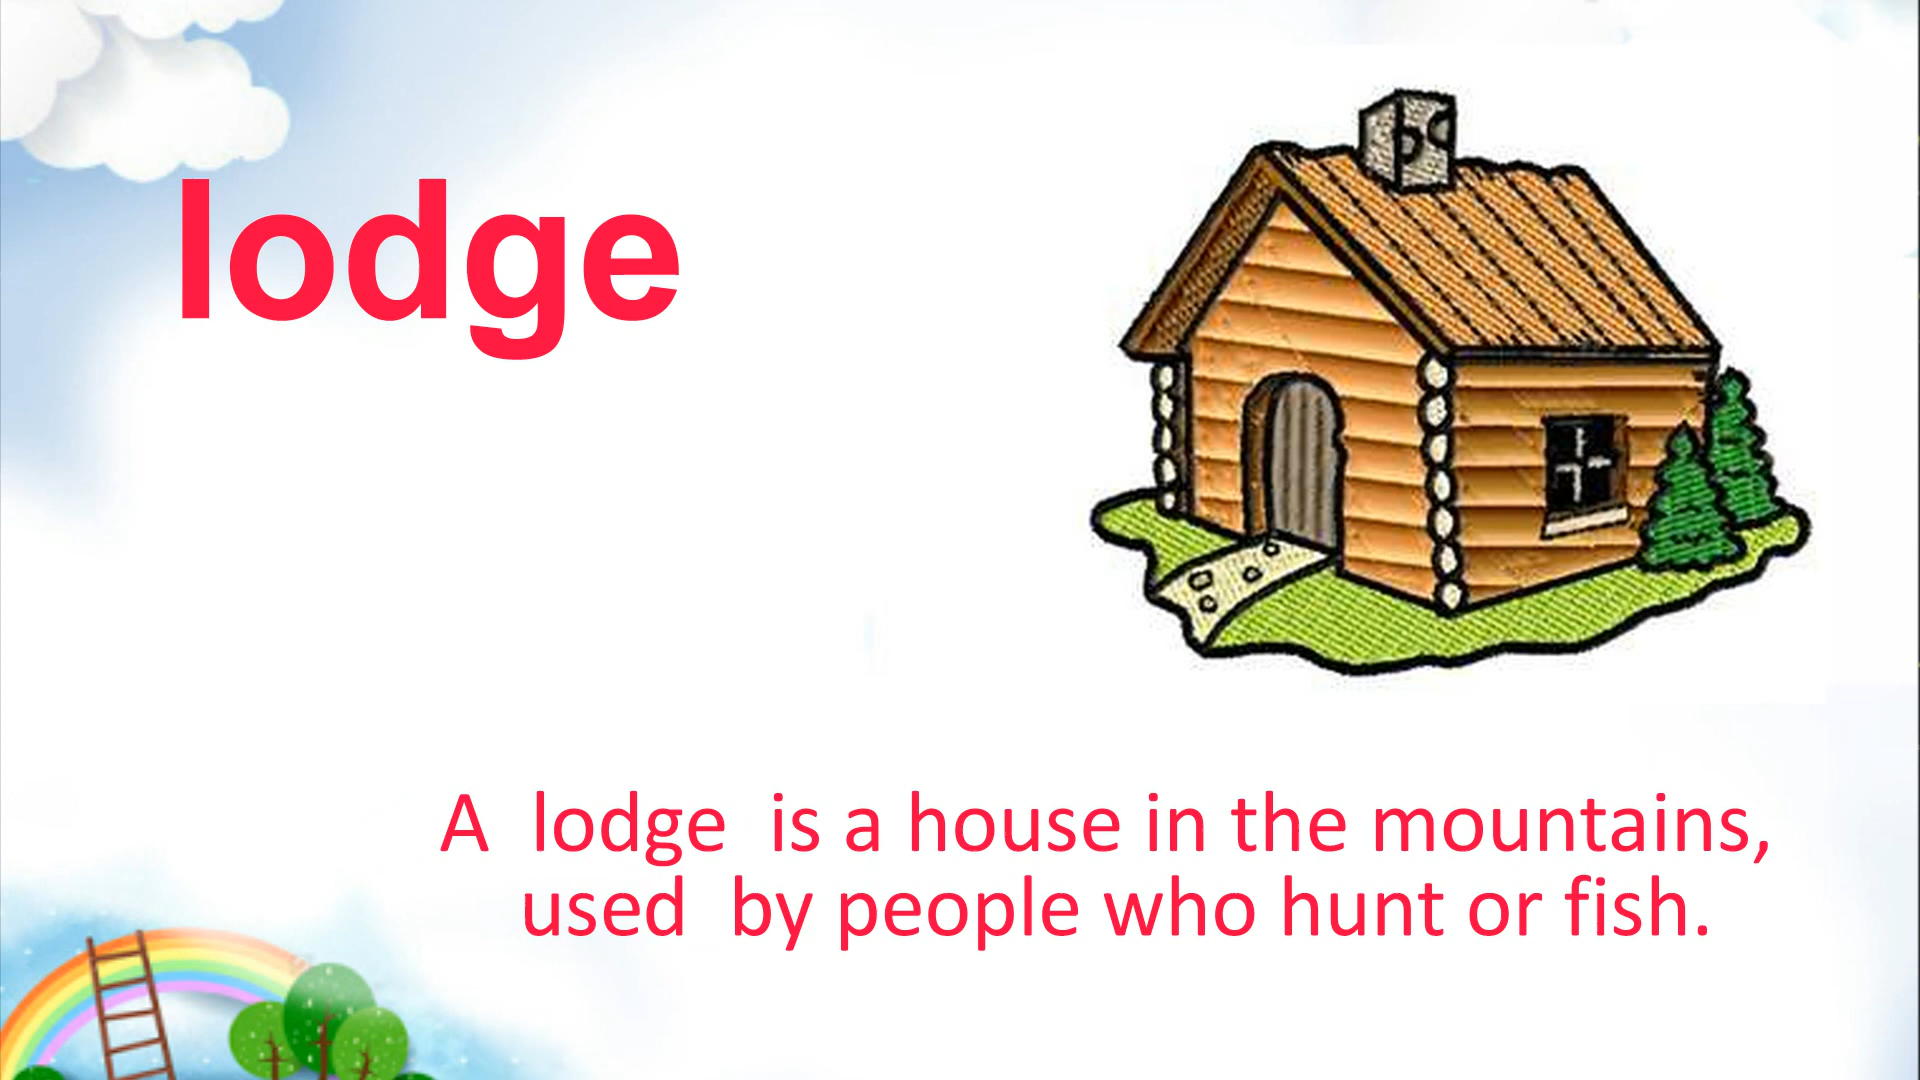 lodge
A lodge is a house in the mountains,
used by people who hunt or fish.